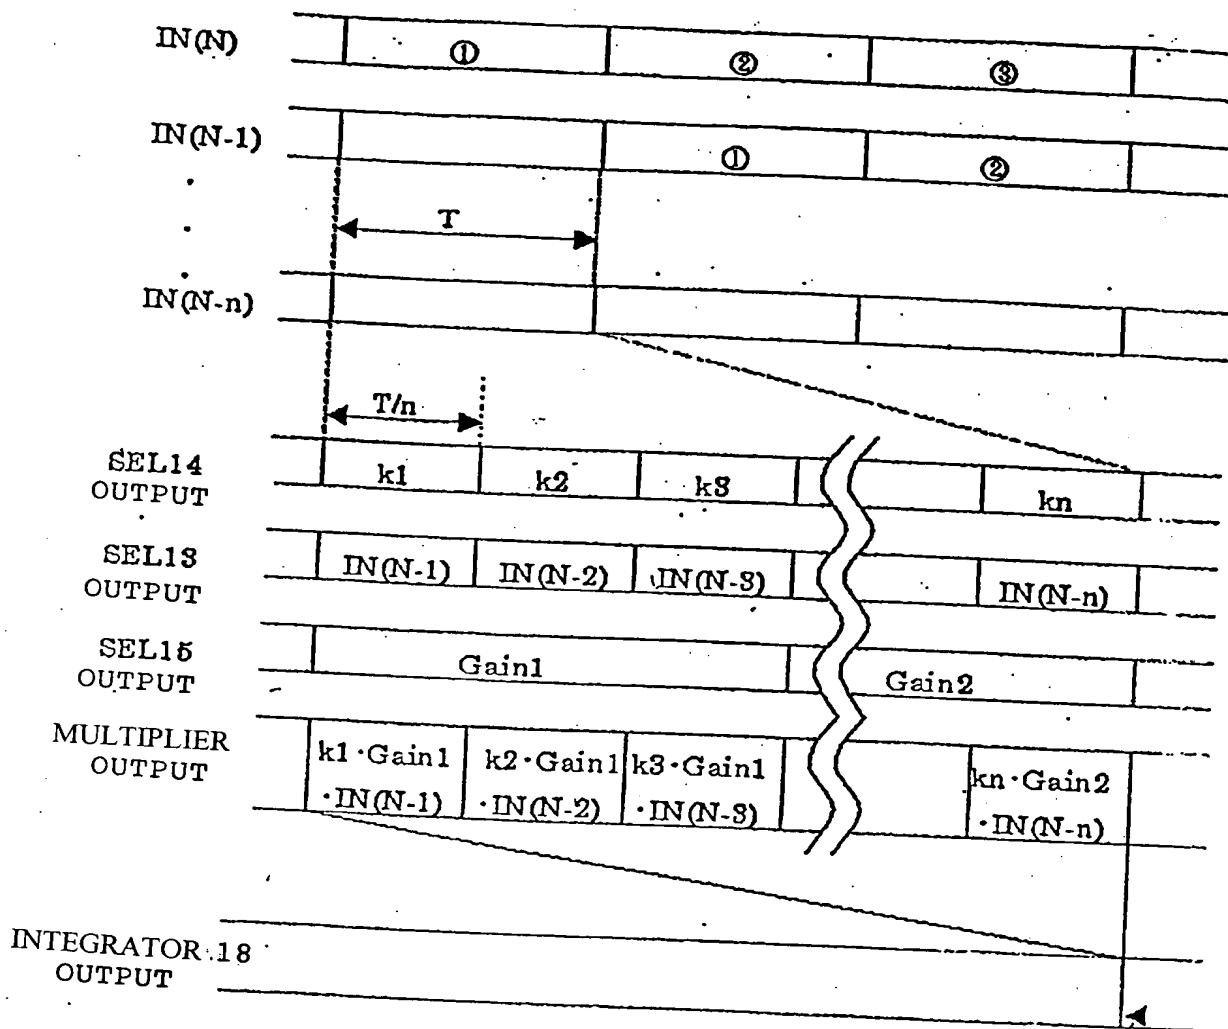 IN(N) ① ② ③
IN(N-1) ① ②
T
IN(N-n)
T/n
SEL14 OUTPUT k1 k2 k3 kn
SEL13 OUTPUT IN(N-1) IN(N-2) IN(N-3) IN(N-n)
SEL15 OUTPUT Gain1 Gain2
MULTIPLIER OUTPUT k1·Gain1 ·IN(N-1) k2·Gain1 ·IN(N-2) k3·Gain1 ·IN(N-3) kn·Gain2 ·IN(N-n)
INTEGRATOR 18 OUTPUT